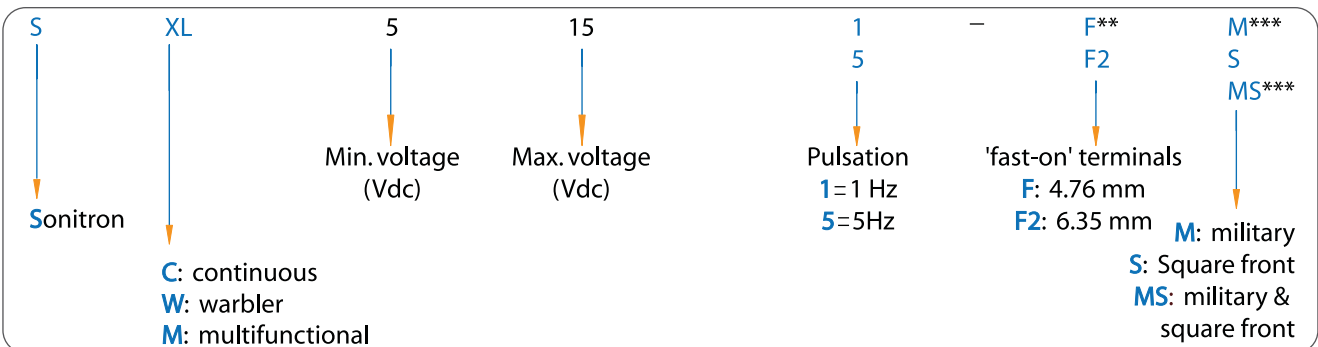 S XL 5 15 1 – F** M***
5 F2 S
MS***
Min. voltage Max. voltage Pulsation 'fast-on' terminals
(Vdc) (Vdc) 1=1 Hz F: 4.76 mm
Sonitron 5=5Hz F2: 6.35 mm
M: military
C: continuous S: Square front
W: warbler MS: military &
M: multifunctional square front